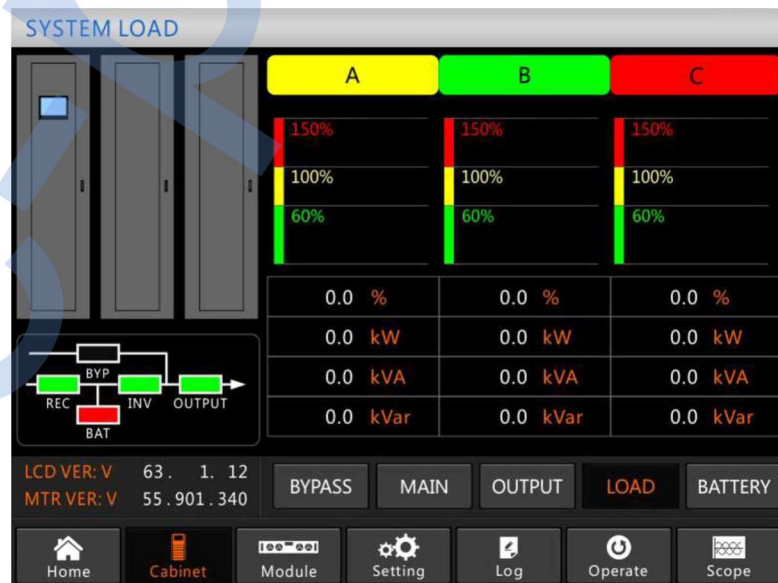 SYSTEM LOAD
A B C
150% 150% 150%
100% 100% 100%
60% 60% 60%
0.0 % 0.0 % 0.0 %
0.0 kW 0.0 kW 0.0 kW
0.0 kVA 0.0 kVA 0.0 kVA
0.0 kVar 0.0 kVar 0.0 kVar
BYP
REC INV OUTPUT
BAT
LCD VER: V 63. 1. 12
MTR VER: V 55.901.340
BYPASS MAIN OUTPUT LOAD BATTERY
Home Cabinet Module Setting Log Operate Scope